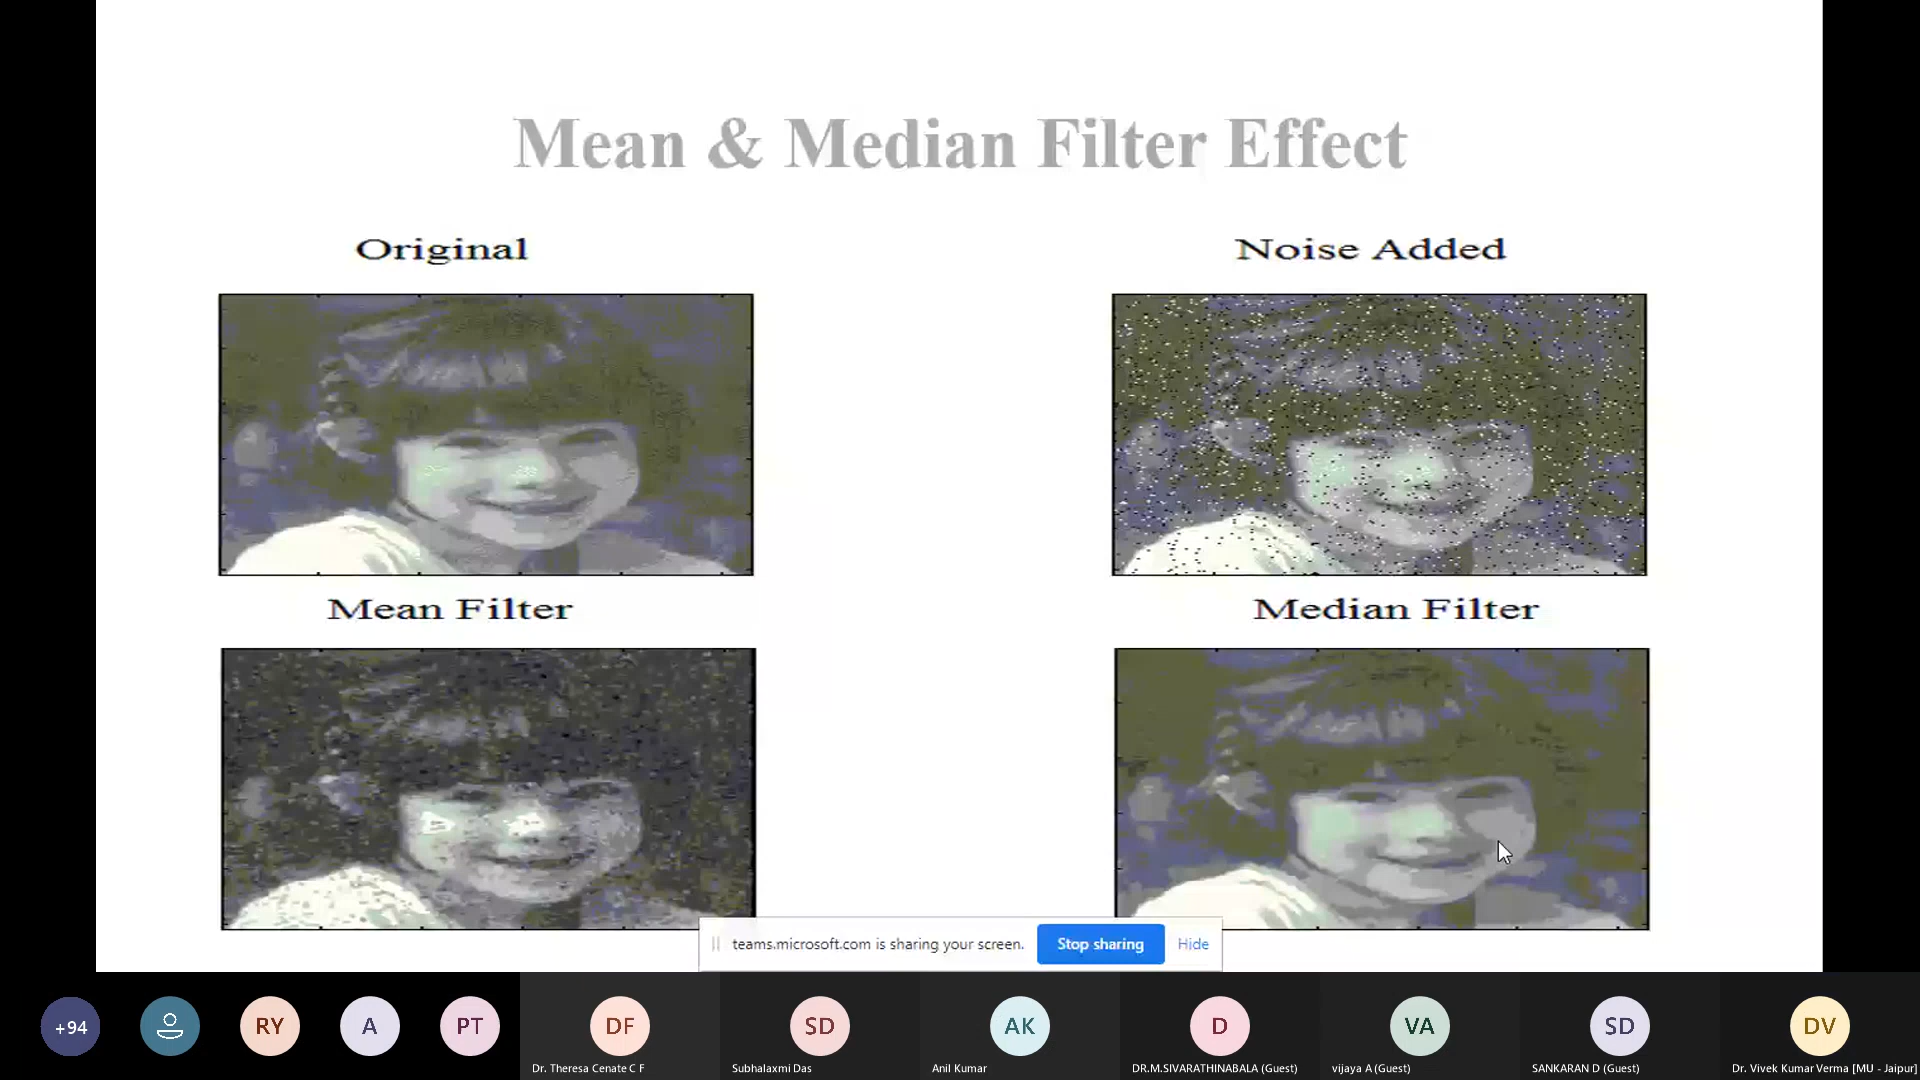 Mean & Median Filter Effect
Original
Noise Added
Mean Filter
Median Filter
teams.microsoft.com is sharing your screen.
Stop sharing
Hide
+94
RY
A
PT
DF
SD
AK
D
VA
SD
DV
Dr. Theresa Cenate C F
Subhalaxmi Das
Anil Kumar
DR.M.SIVARATHINABALA (Guest)
vijaya A (Guest)
SANKARAN D (Guest)
Dr. Vivek Kumar Verma [MU - Jaipur]